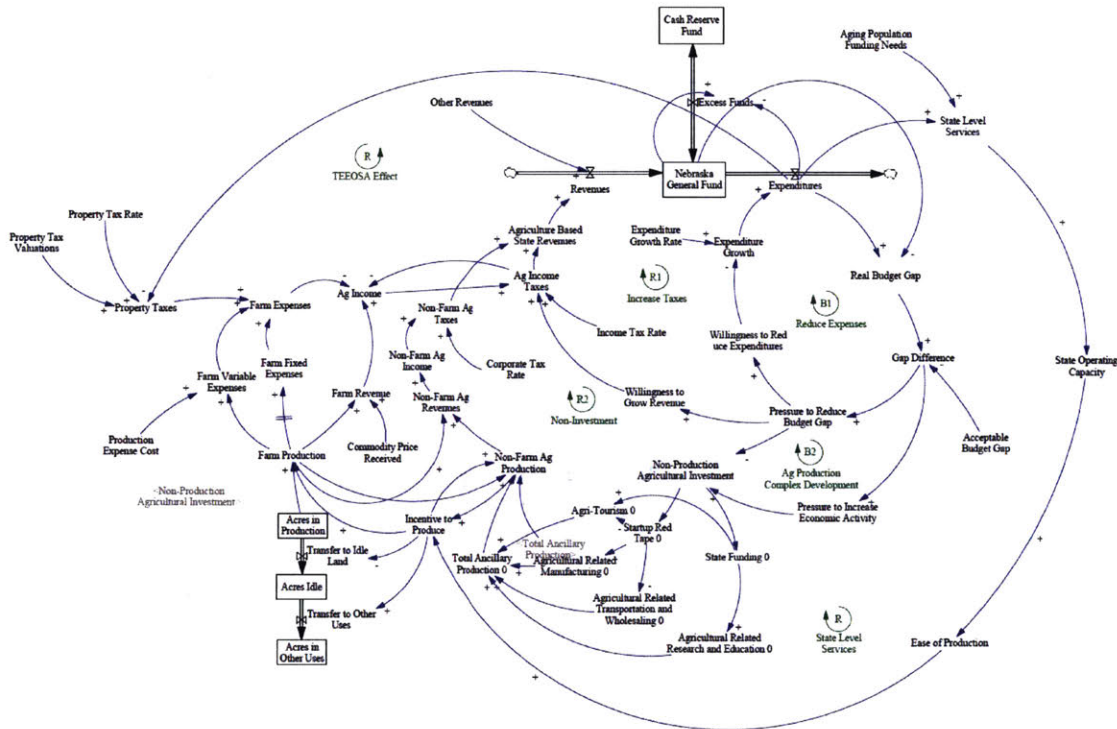 Cash Reserve
Fund
Aging Population
Funding Needs
Other Revenues
Excess Funds
State Level
Services
R
TEEOSA Effect
Revenues
Nebraska
General Fund
Expenditures
Property Tax Rate
Property Tax
Valuations
Agriculture Based
State Revenues
Expenditure
Growth Rate
Expenditure
Growth
Real Budget Gap
Property Taxes
Farm Expenses
Ag Income
Ag Income
Taxes
R1
Increase Taxes
B1
Reduce Expenses
Non-Farm Ag
Taxes
Income Tax Rate
Willingness to Red
uce Expenditures
Gap Difference
State Operating
Capacity
Farm Variable
Expenses
Farm Fixed
Expenses
Non-Farm Ag
Income
Corporate Tax
Rate
Farm Revenue
Non-Farm Ag
Revenues
R2
Non-Investment
Willingness to
Grow Revenue
Pressure to Reduce
Budget Gap
Acceptable
Budget Gap
Production
Expense Cost
Commodity Price
Received
Farm Production
Non-Farm Ag
Production
B2
Ag Production
Complex Development
Non-Production
Agricultural Investment
Non-Production
Agricultural Investment
Pressure to Increase
Economic Activity
Acres in
Production
Incentive to
Produce
Agri-Tourism 0
Startup Red
Tape 0
Transfer to Idle
Land
Total Ancillary
Production
Total Ancillary
Production 0
Agricultural Related
Manufacturing 0
State Funding 0
Acres Idle
Transfer to Other
Uses
Agricultural Related
Transportation and
Wholesaling 0
Acres in
Other Uses
Agricultural Related
Research and Education 0
R
State Level
Services
Ease of Production